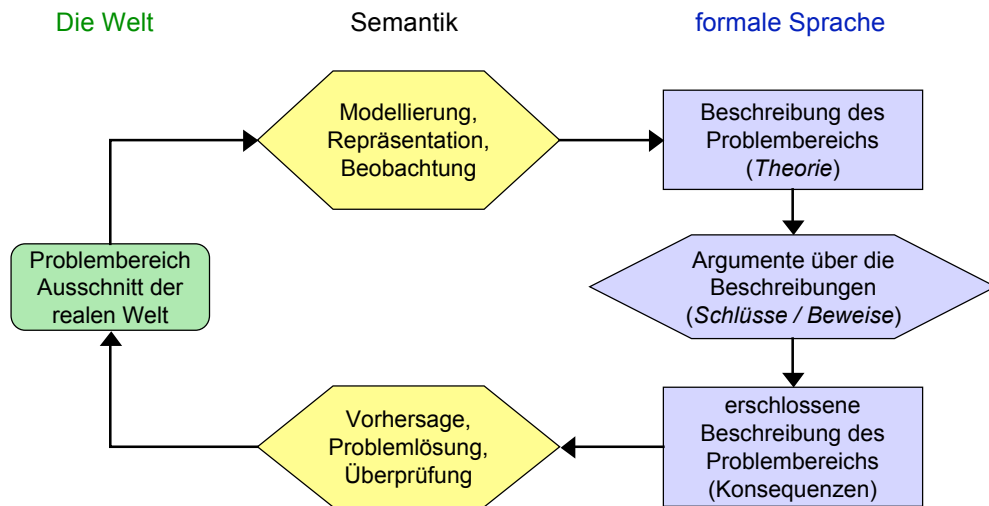 Die Welt
Semantik
formale Sprache
Modellierung,
Repräsentation,
Beobachtung
Beschreibung des
Problembereichs
(Theorie)
Problembereich
Ausschnitt der
realen Welt
Argumente über die
Beschreibungen
(Schlüsse / Beweise)
Vorhersage,
Problemlösung,
Überprüfung
erschlossene
Beschreibung des
Problembereichs
(Konsequenzen)